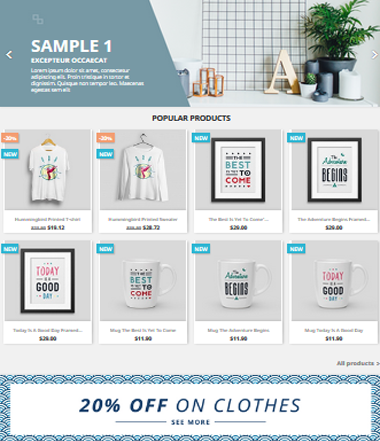 SAMPLE 1
EXCEPTEUR OCCAECAT
Lorem ipsum dolor sit amet, consectetur
adipiscing elit. Proin tristique in tortor et
dignissim. Quisque non tempor leo. Maecenas
egestas sem elit
A
POPULAR PRODUCTS
-20%
NEW
-20%
NEW
NEW
NEW
THE
BEST
IS YET
TO
COME
The
Adventure
BEGINS
Hummingbird Printed T-shirt
$19.12
Hummingbird Printed Sweater
$28.72
The Best Is Yet To Come'...
$29.00
The Adventure Begins Framed...
$29.00
NEW
NEW
NEW
NEW
TODAY
IS A
GOOD
DAY
THE
BEST
IS YET
TO
COME
The
Adventure
BEGINS
TODAY
IS A
GOOD
DAY
Today Is A Good Day Framed...
$29.00
Mug The Best Is Yet To Come
$11.90
Mug The Adventure Begins
$11.90
Mug Today Is A Good Day
$11.90
All products >
20% OFF ON CLOTHES
SEE MORE